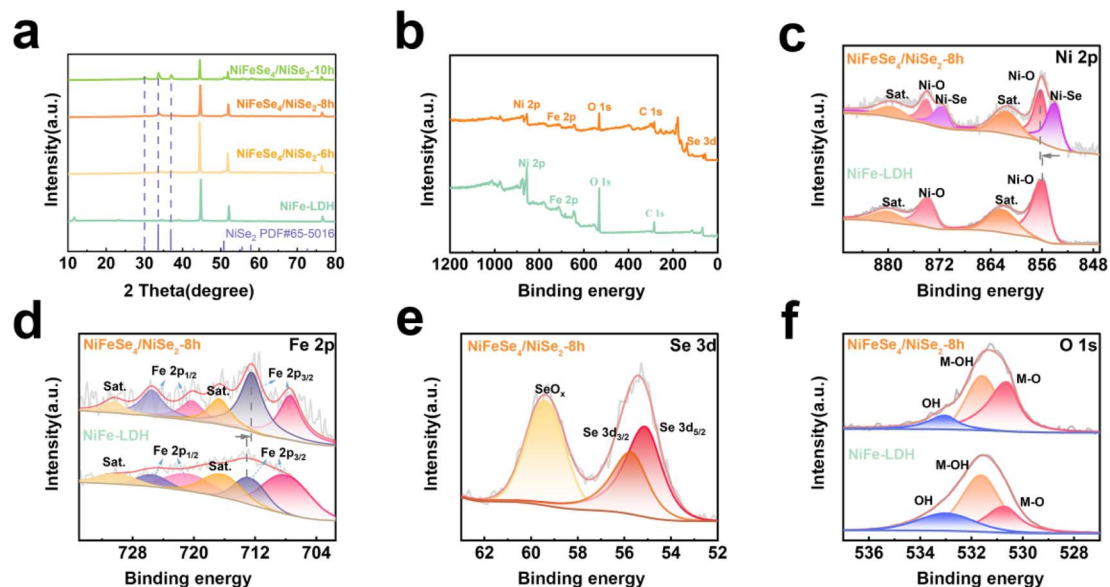 a
Intensity(a.u.)
NiFeSe₄/NiSe₂-10h
NiFeSe₄/NiSe₂-8h
NiFeSe₄/NiSe₂-6h
NiFe-LDH
NiSe₂ PDF#65-5016
10 20 30 40 50 60 70 80
2 Theta(degree)
b
Intensity(a.u.)
Ni 2p
Fe 2p
O 1s
C 1s
Se 3d
Ni 2p
Fe 2p
O 1s
C 1s
1200 1000 800 600 400 200 0
Binding energy
c
Intensity(a.u.)
NiFeSe₄/NiSe₂-8h
Ni 2p
Sat.
Ni-O
Ni-Se
Sat.
Ni-O
Ni-Se
NiFe-LDH
Sat.
Ni-O
Sat.
Ni-O
880 872 864 856 848
Binding energy
d
Intensity(a.u.)
NiFeSe₄/NiSe₂-8h
Fe 2p
Sat.
Fe 2p₁/₂
Sat.
Fe 2p₃/₂
NiFe-LDH
Sat.
Fe 2p₁/₂
Sat.
Fe 2p₃/₂
728 720 712 704
Binding energy
e
Intensity(a.u.)
NiFeSe₄/NiSe₂-8h
Se 3d
SeOₓ
Se 3d₃/₂
Se 3d₅/₂
62 60 58 56 54 52
Binding energy
f
Intensity(a.u.)
NiFeSe₄/NiSe₂-8h
O 1s
OH
M-OH
M-O
NiFe-LDH
OH
M-OH
M-O
536 534 532 530 528
Binding energy